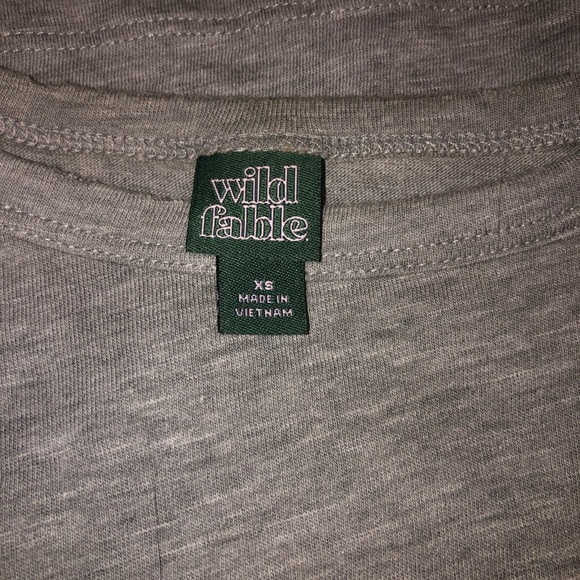 wild
fable.
XS
MADE IN
VIETNAM